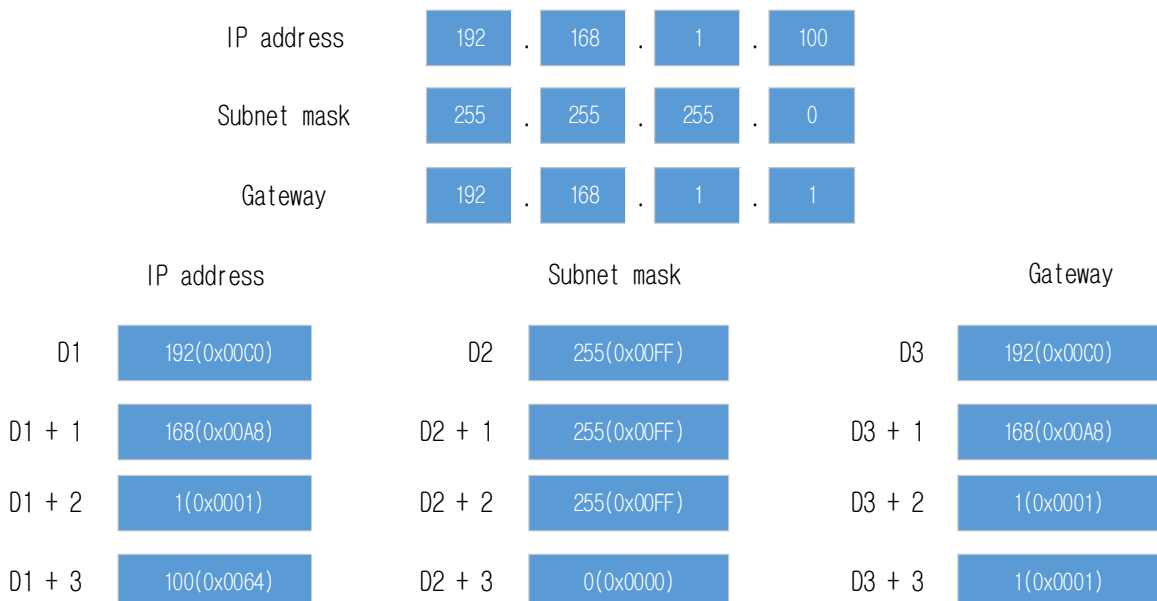 IP address 192 . 168 . 1 . 100
Subnet mask 255 . 255 . 255 . 0
Gateway 192 . 168 . 1 . 1
IP address Subnet mask Gateway
D1 192(0x00C0) D2 255(0x00FF) D3 192(0x00C0)
D1 + 1 168(0x00A8) D2 + 1 255(0x00FF) D3 + 1 168(0x00A8)
D1 + 2 1(0x0001) D2 + 2 255(0x00FF) D3 + 2 1(0x0001)
D1 + 3 100(0x0064) D2 + 3 0(0x0000) D3 + 3 1(0x0001)